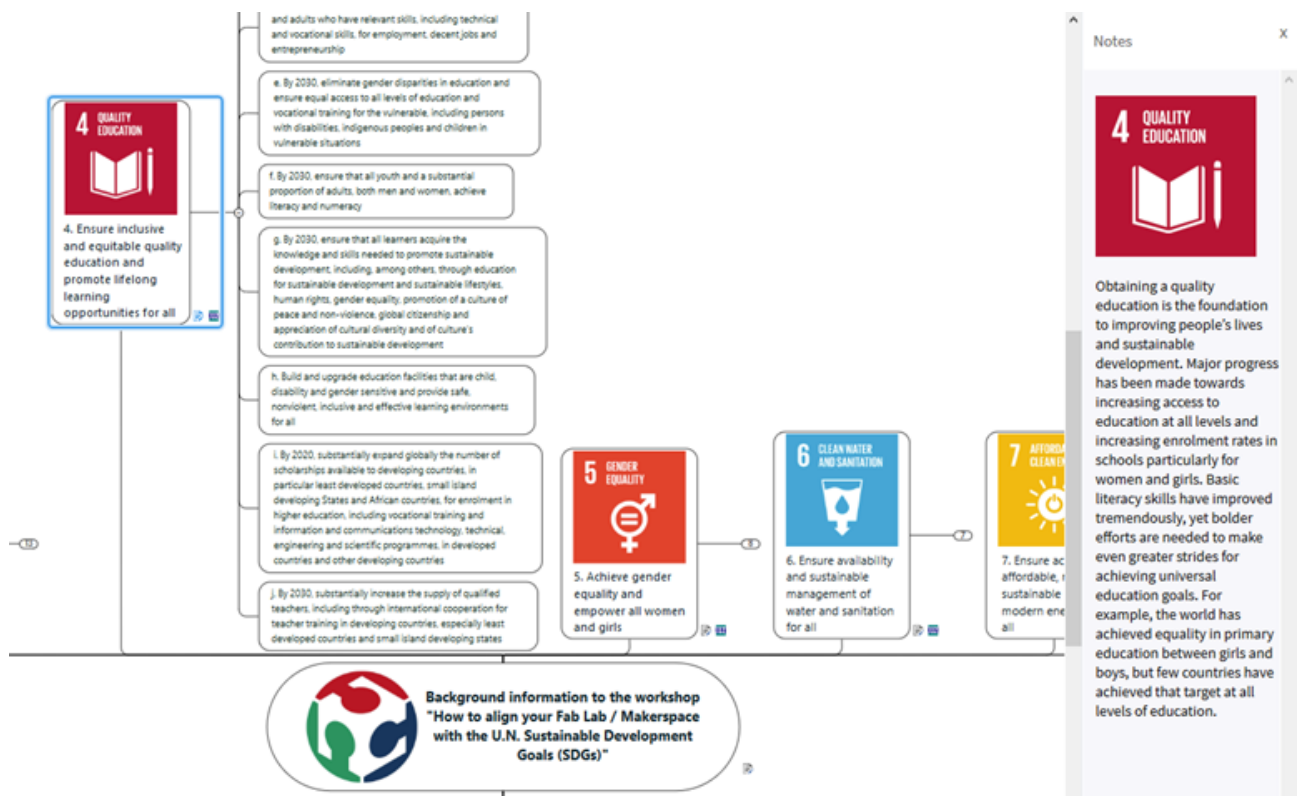 and adults who have relevant skills, including technical
and vocational skills, for employment, decent jobs and
entrepreneurship
e. By 2030, eliminate gender disparities in education and
ensure equal access to all levels of education and
vocational training for the vulnerable, including persons
with disabilities, indigenous peoples and children in
vulnerable situations
4 QUALITY
EDUCATION
4. Ensure inclusive
and equitable quality
education and
promote lifelong
learning
opportunities for all
f. By 2030, ensure that all youth and a substantial
proportion of adults, both men and women, achieve
literacy and numeracy
g. By 2030, ensure that all learners acquire the
knowledge and skills needed to promote sustainable
development, including, among others, through education
for sustainable development and sustainable lifestyles,
human rights, gender equality, promotion of a culture of
peace and non-violence, global citizenship and
appreciation of cultural diversity and of culture's
contribution to sustainable development
h. Build and upgrade education facilities that are child,
disability and gender sensitive and provide safe,
nonviolent, inclusive and effective learning environments
for all
i. By 2020, substantially expand globally the number of
scholarships available to developing countries, in
particular least developed countries, small island
developing States and African countries, for enrolment in
higher education, including vocational training and
information and communications technology, technical,
engineering and scientific programmes, in developed
countries and other developing countries
j. By 2030, substantially increase the supply of qualified
teachers, including through international cooperation for
teacher training in developing countries, especially least
developed countries and small island developing states
5 GENDER
EQUALITY
5. Achieve gender
equality and
empower all women
and girls
6 CLEAN WATER
AND SANITATION
6. Ensure availability
and sustainable
management of
water and sanitation
for all
7
7
7. Ensure
affordable,
sustainable
modern
all
Background information to the workshop
"How to align your Fab Lab / Makerspace
with the U.N. Sustainable Development
Goals (SDGs)"
Notes
X
4 QUALITY
EDUCATION
Obtaining a quality
education is the foundation
to improving people's lives
and sustainable
development. Major progress
has been made towards
increasing access to
education at all levels and
increasing enrolment rates in
schools particularly for
women and girls. Basic
literacy skills have improved
tremendously, yet bolder
efforts are needed to make
even greater strides for
achieving universal
education goals. For
example, the world has
achieved equality in primary
education between girls and
boys, but few countries have
achieved that target at all
levels of education.